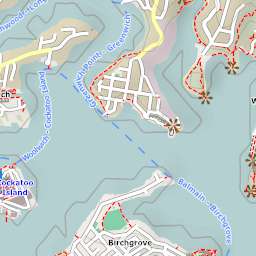 Greenwich Point - Greenwich
Woolwich - Cockatoo Island
Cockatoo
Island
Balmain - Birchgrove
Birchgrove